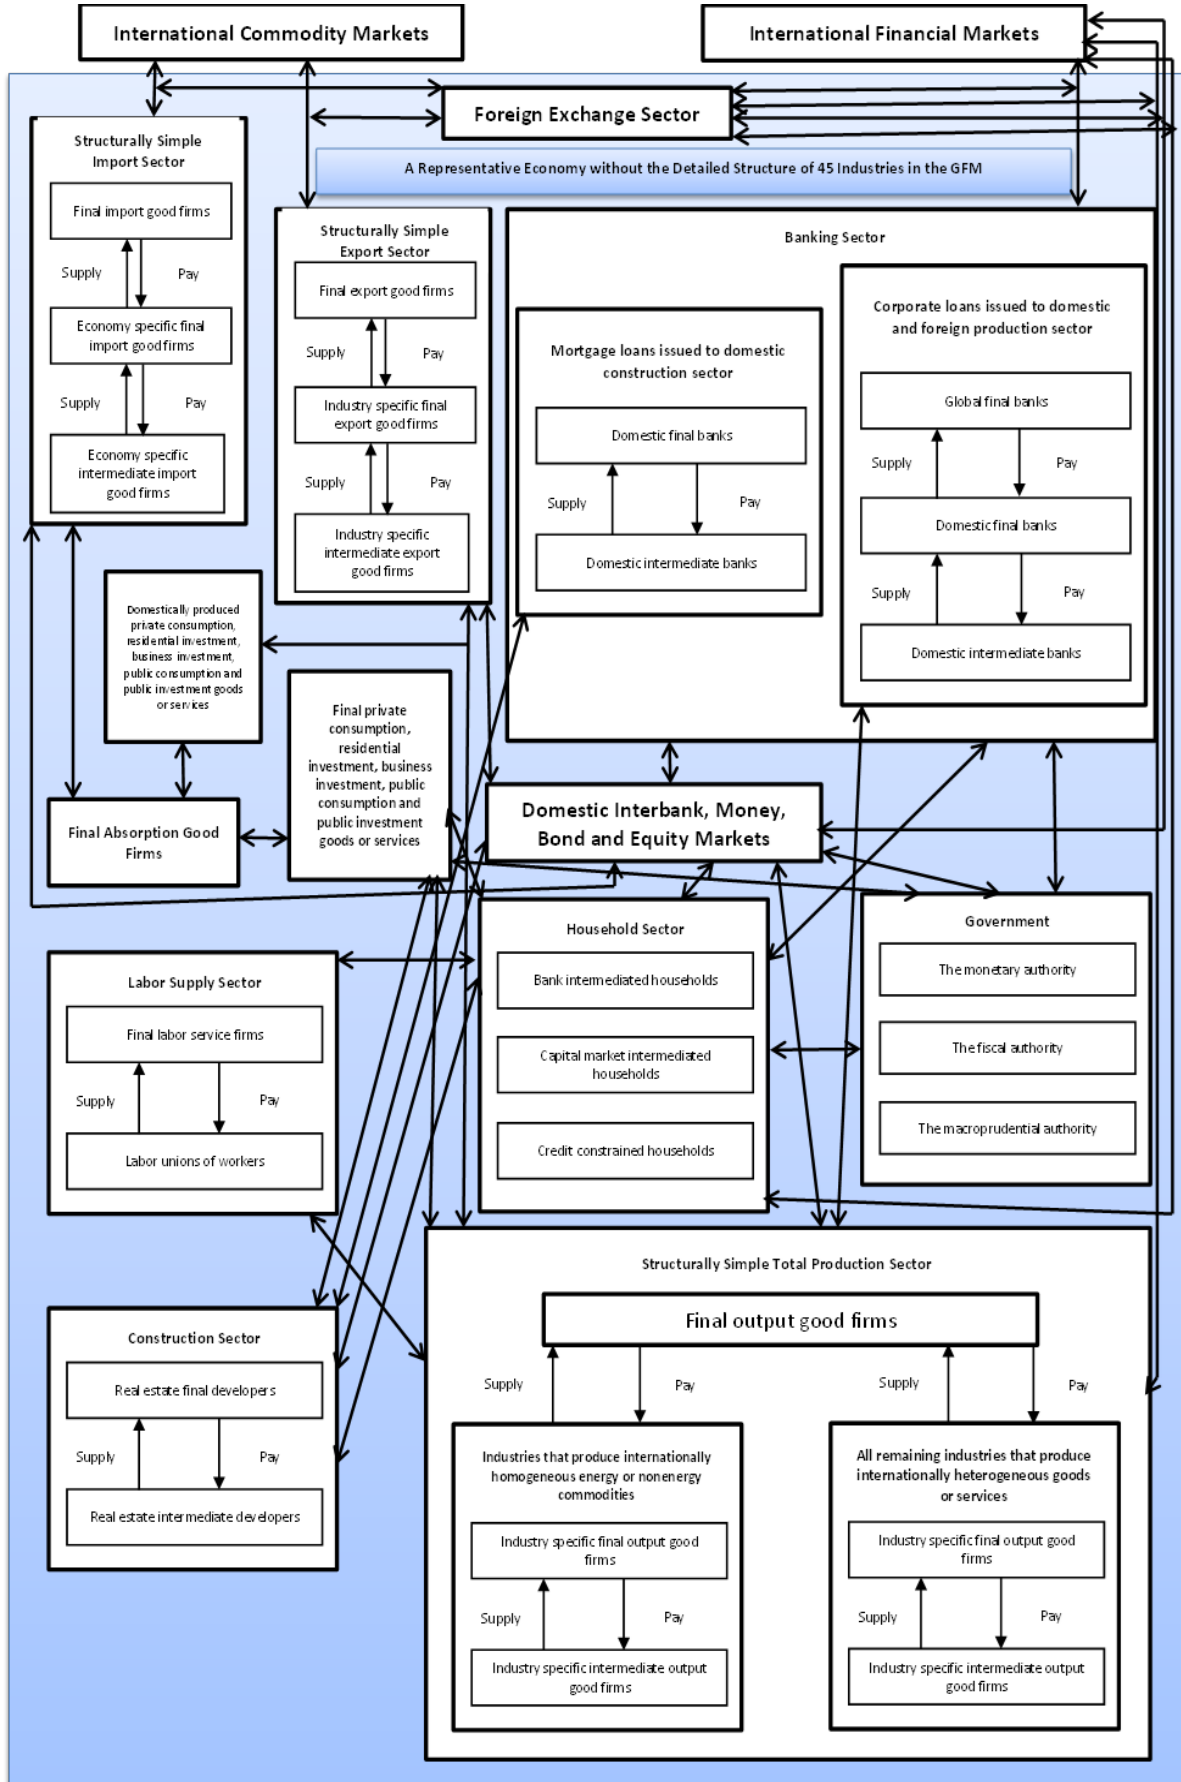 International Commodity Markets
International Financial Markets
Foreign Exchange Sector
A Representative Economy without the Detailed Structure of 45 Industries in the GFM
Structurally Simple
Import Sector
Final import good firms
Supply
Pay
Economy specific final
import good firms
Supply
Pay
Economy specific
intermediate import
good firms
Structurally Simple
Export Sector
Final export good firms
Supply
Pay
Industry specific final
export good firms
Supply
Pay
Industry specific
intermediate export
good firms
Banking Sector
Mortgage loans issued to domestic
construction sector
Domestic final banks
Supply
Pay
Domestic intermediate banks
Corporate loans issued to domestic
and foreign production sector
Global final banks
Supply
Pay
Domestic final banks
Supply
Pay
Domestic intermediate banks
Domestically produced
private consumption,
residential investment,
business investment,
public consumption and
public investment goods
or services
Final private
consumption,
residential
investment, business
investment, public
consumption and
public investment
goods or services
Final Absorption Good
Firms
Domestic Interbank, Money,
Bond and Equity Markets
Household Sector
Bank intermediated households
Capital market intermediated
households
Credit constrained households
Government
The monetary authority
The fiscal authority
The macroprudential authority
Labor Supply Sector
Final labor service firms
Supply
Pay
Labor unions of workers
Construction Sector
Real estate final developers
Supply
Pay
Real estate intermediate developers
Structurally Simple Total Production Sector
Final output good firms
Supply
Pay
Supply
Pay
Industries that produce internationally
homogeneous energy or nonenergy
commodities
Industry specific final output good
firms
Supply
Pay
Industry specific intermediate output
good firms
All remaining industries that produce
internationally heterogeneous goods
or services
Industry specific final output good
firms
Supply
Pay
Industry specific intermediate output
good firms